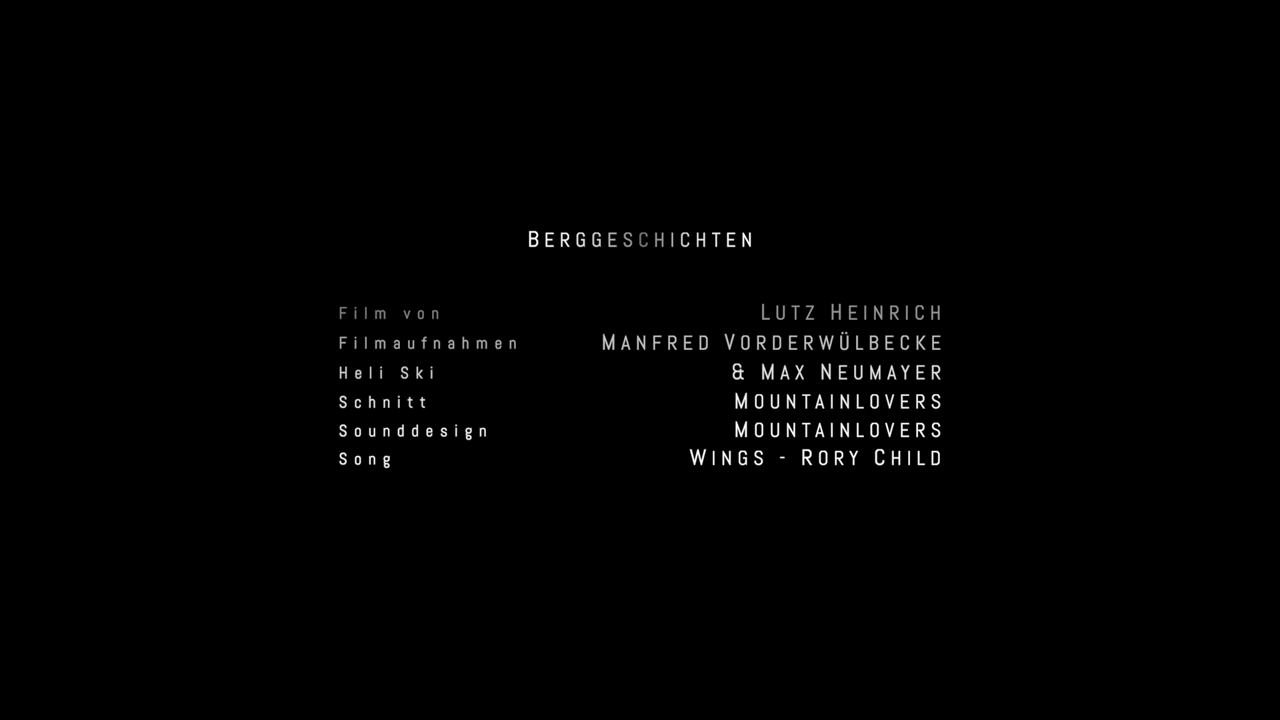 BERGGESCHICHTEN
Film von LUTZ HEINRICH
Filmaufnahmen MANFRED VORDERWÜLBECKE
Heli Ski & MAX NEUMAYER
Schnitt MOUNTAINLOVERS
Sounddesign MOUNTAINLOVERS
Song WINGS - RORY CHILD